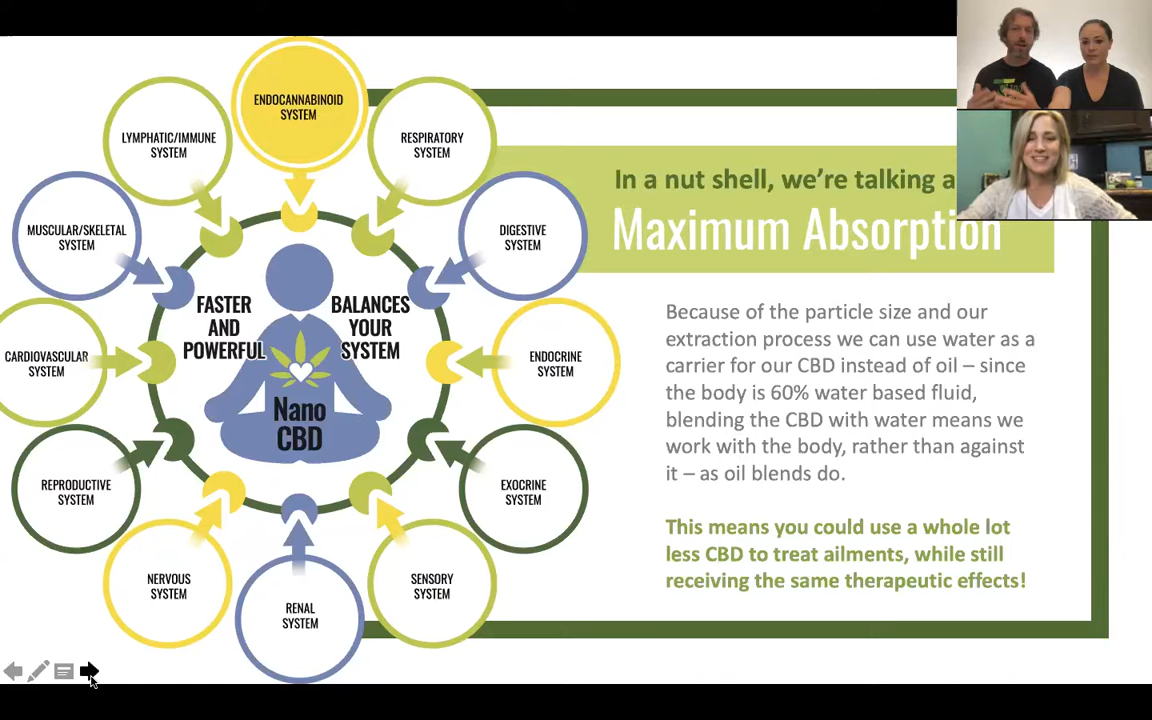 ENDOCANNABINOID
SYSTEM
LYMPHATIC/IMMUNE
SYSTEM
RESPIRATORY
SYSTEM
MUSCULAR/SKELETAL
SYSTEM
DIGESTIVE
SYSTEM
CARDIOVASCULAR
SYSTEM
ENDOCRINE
SYSTEM
REPRODUCTIVE
SYSTEM
EXOCRINE
SYSTEM
NERVOUS
SYSTEM
SENSORY
SYSTEM
RENAL
SYSTEM
FASTER
AND
POWERFUL
BALANCES
YOUR
SYSTEM
Nano
CBD
In a nut shell, we’re talking a
Maximum Absorption
Because of the particle size and our
extraction process we can use water as a
carrier for our CBD instead of oil – since
the body is 60% water based fluid,
blending the CBD with water means we
work with the body, rather than against
it – as oil blends do.
This means you could use a whole lot
less CBD to treat ailments, while still
receiving the same therapeutic effects!